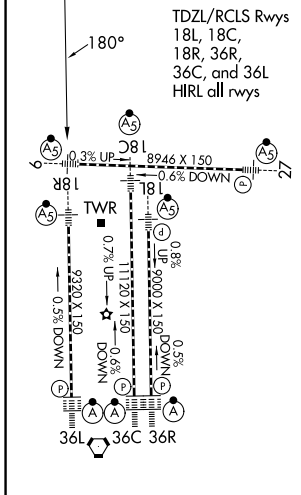 TDZL/RCLS Rwys
18L, 18C,
18R, 36R,
36C, and 36L
HIRL all rwys
180°
A5
18C
9
0.3% UP
8946 X 150
0.6% DOWN
A5
A5
27
P
18R
18L
A5
A5
TWR
P
0.7% UP
0.8% UP
9320 X 150
0.5% DOWN
11120 X 150
0.6% DOWN
9000 X 150
0.5% DOWN
P
P
P
A
A
A
36L
36C
36R